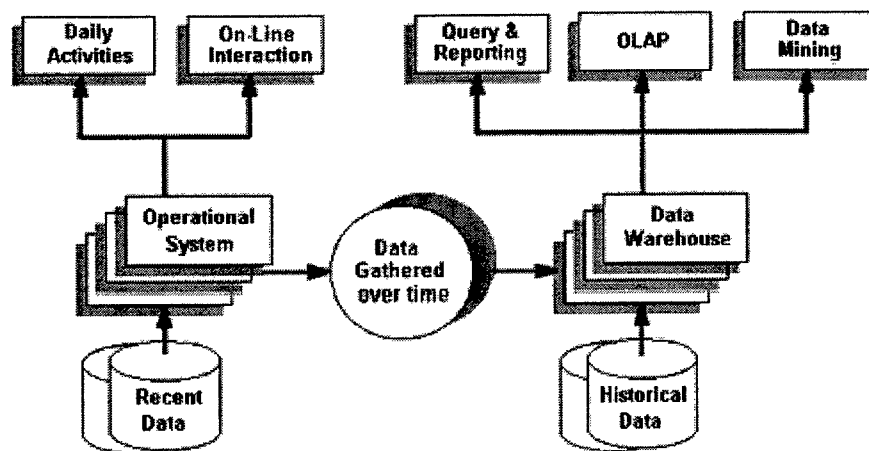 Daily
Activities
On-Line
Interaction
Query &
Reporting
OLAP
Data
Mining
Operational
System
Data
Gathered
over time
Data
Warehouse
Recent
Data
Historical
Data